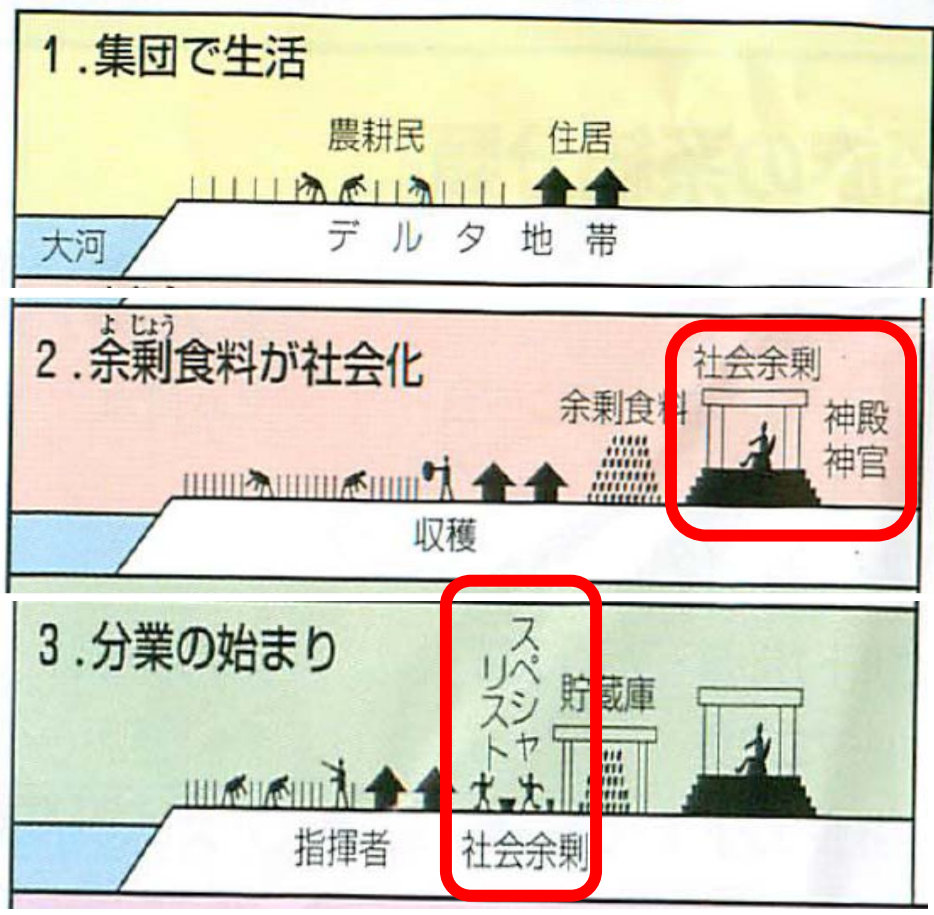 1.集団で生活
農耕民 住居
大河 デルタ地帯
よじょう
2.余剰食料が社会化
社会余剰
余剰食料
神殿
神官
収穫
3.分業の始まり
スペシャリスト
貯蔵庫
指揮者 社会余剰